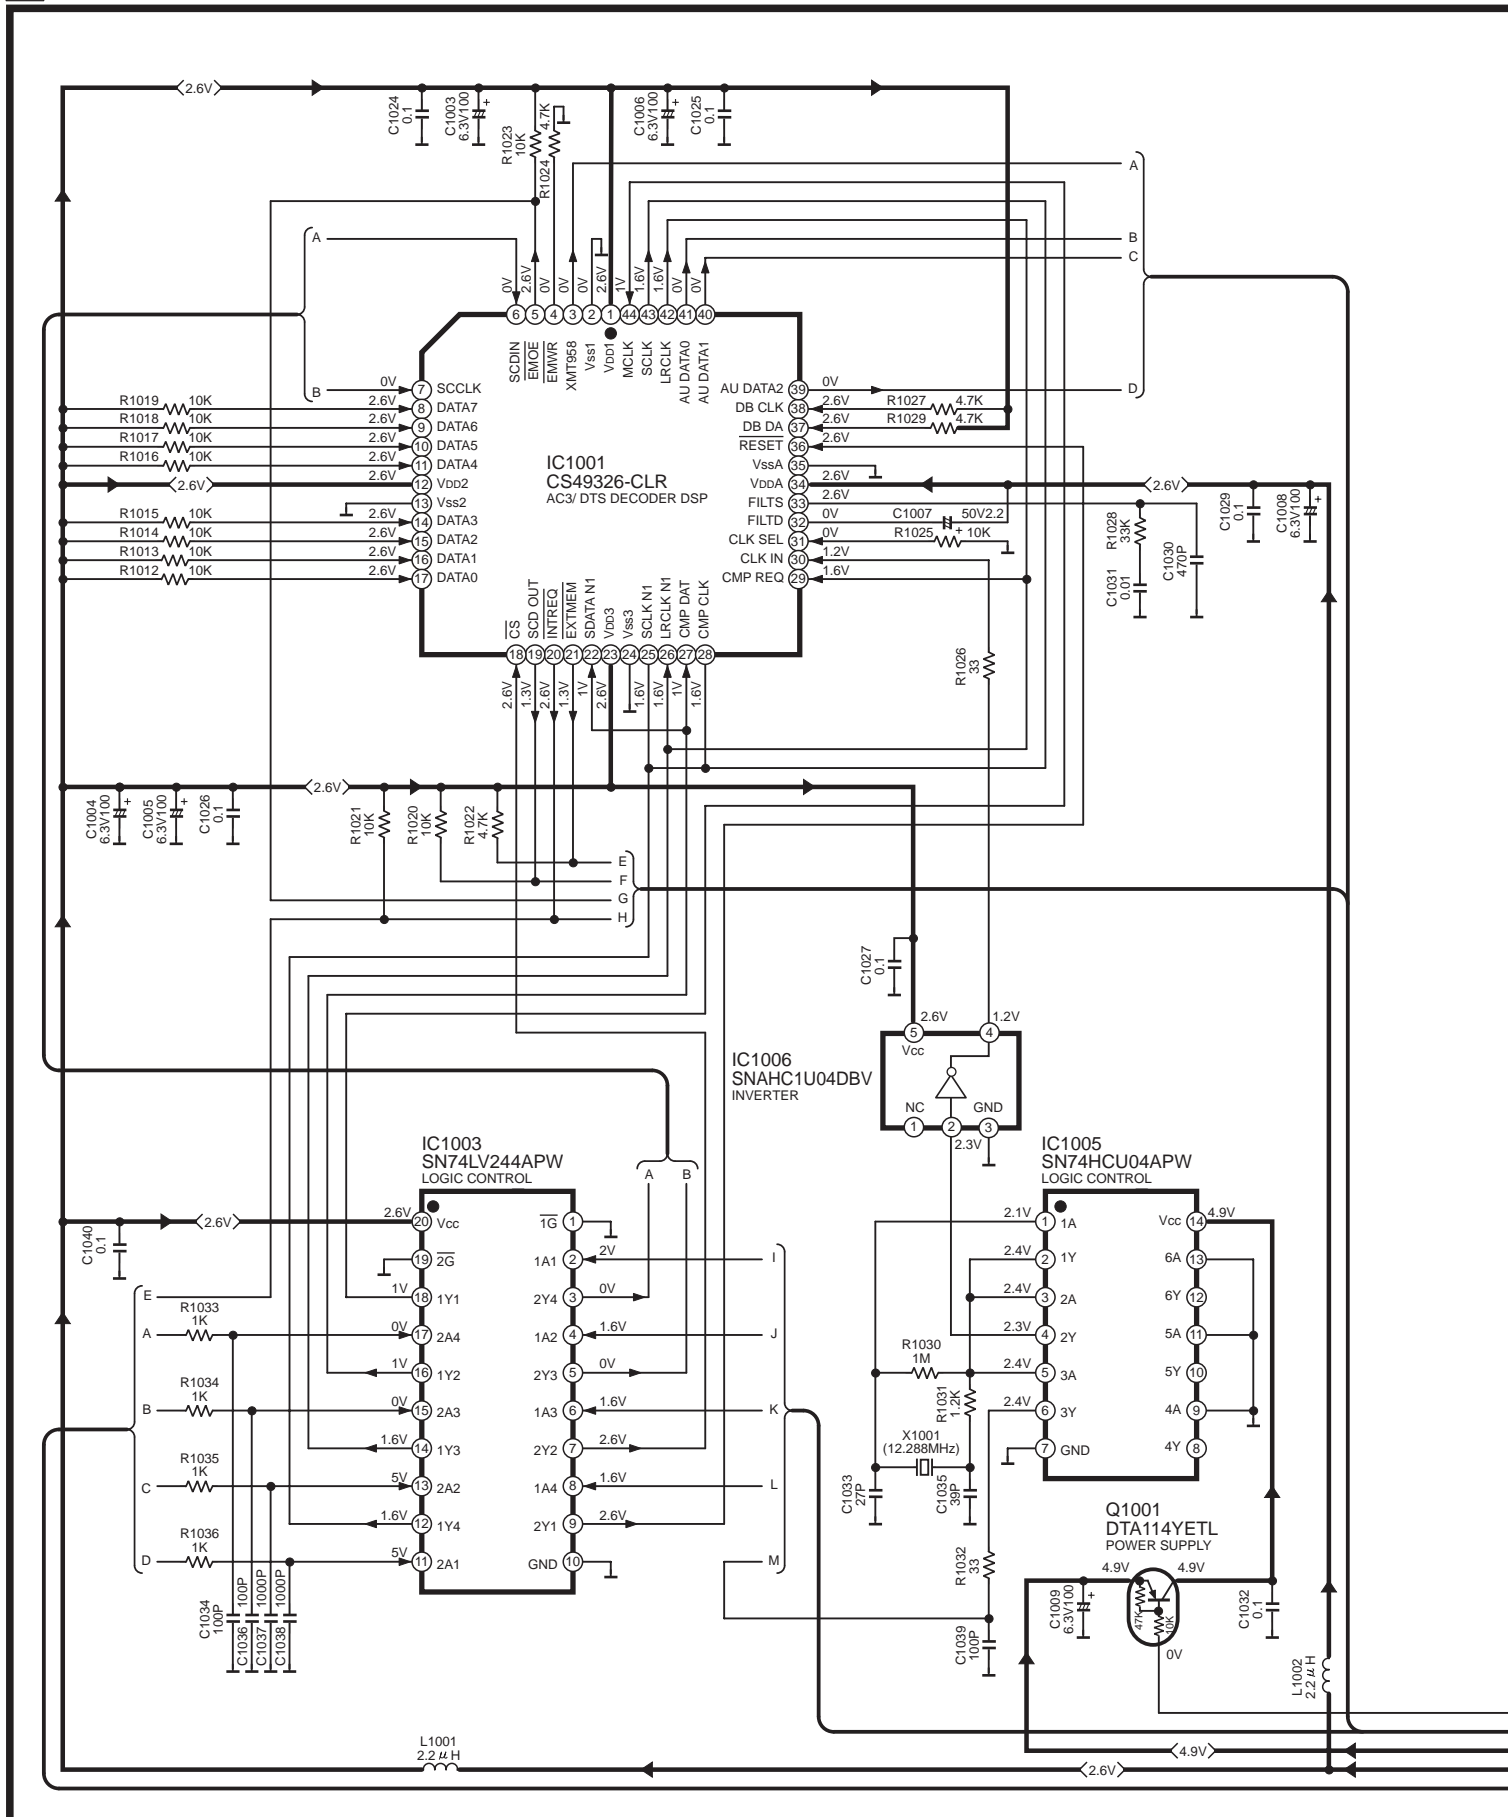 2.6V
C1024
0.1
C1003
6.3V100
+
R1023
10K
4.7K
R1024
C1006
6.3V100
+
C1025
0.1
A
B
C
D
A
B
0V
2.6V
0V
0V
0V
2.6V
1V
1.6V
1.6V
0V
0V
6 5 4 3 2 1 44 43 42 41 40
SCDIN
EMOE
EMWR
XMT958
Vss1
VDD1
MCLK
SCLK
LRCLK
AU DATA0
AU DATA1
0V 7 SCCLK
R1019 10K 2.6V 8 DATA7
R1018 10K 2.6V 9 DATA6
R1017 10K 2.6V 10 DATA5
R1016 10K 2.6V 11 DATA4
2.6V 2.6V 12 VDD2
13 Vss2
R1015 10K 2.6V 14 DATA3
R1014 10K 2.6V 15 DATA2
R1013 10K 2.6V 16 DATA1
R1012 10K 2.6V 17 DATA0
IC1001
CS49326-CLR
AC3/ DTS DECODER DSP
AU DATA2 39 0V
DB CLK 38 2.6V R1027 4.7K
DB DA 37 2.6V R1029 4.7K
RESET 36 2.6V
VssA 35
VDDA 34 2.6V 2.6V
FILTS 33 2.6V
FILTD 32 0V C1007 50V2.2
CLK SEL 31 0V R1025 + 10K
CLK IN 30 1.2V
CMP REQ 29 1.6V
R1028
33K
C1031
0.01
C1030
470P
C1029
0.1
C1008
6.3V100
+
CS
SCD OUT
INTREQ
EXTMEM
SDATA N1
VDD3
Vss3
SCLK N1
LRCLK N1
CMP DAT
CMP CLK
18 19 20 21 22 23 24 25 26 27 28
2.6V
1.3V
2.6V
1.3V
1V
2.6V
1.6V
1.6V
1V
1.6V
R1026
33
2.6V
C1004
6.3V100
+
C1005
6.3V100
+
C1026
0.1
R1021
10K
R1020
10K
R1022
4.7K
E
F
G
H
C1027
0.1
2.6V 1.2V
5 4
Vcc
NC GND
1 2 3
2.3V
IC1006
SNAHC1U04DBV
INVERTER
IC1003
SN74LV244APW
LOGIC CONTROL
A B
2.6V
C1040
0.1
2.6V 20 Vcc
19 2G
1V 18 1Y1
0V 17 2A4
1V 16 1Y2
0V 15 2A3
1.6V 14 1Y3
5V 13 2A2
1.6V 12 1Y4
5V 11 2A1
1G 1
1A1 2 2V I
2Y4 3 0V
1A2 4 1.6V J
2Y3 5 0V
1A3 6 1.6V K
2Y2 7 2.6V
1A4 8 1.6V L
2Y1 9 2.6V
GND 10
M
E
R1033
1K
A
R1034
1K
B
R1035
1K
C
R1036
1K
D
C1034
100P
C1036 100P
C1037 1000P
C1038 1000P
IC1005
SN74HCU04APW
LOGIC CONTROL
2.1V 1 1A
2.4V 2 1Y
2.4V 3 2A
2.3V 4 2Y
2.4V 5 3A
2.4V 6 3Y
7 GND
Vcc 14 4.9V
6A 13
6Y 12
5A 11
5Y 10
4A 9
4Y 8
R1030
1M
R1031
1.2K
X1001
(12.288MHz)
C1033
27P
C1035
39P
R1032
33
C1039
100P
Q1001
DTA114YETL
POWER SUPPLY
4.9V 4.9V
C1009
6.3V100
+
47K
10K
0V
C1032
0.1
L1002
2.2 μ H
L1001
2.2 μ H
4.9V
2.6V